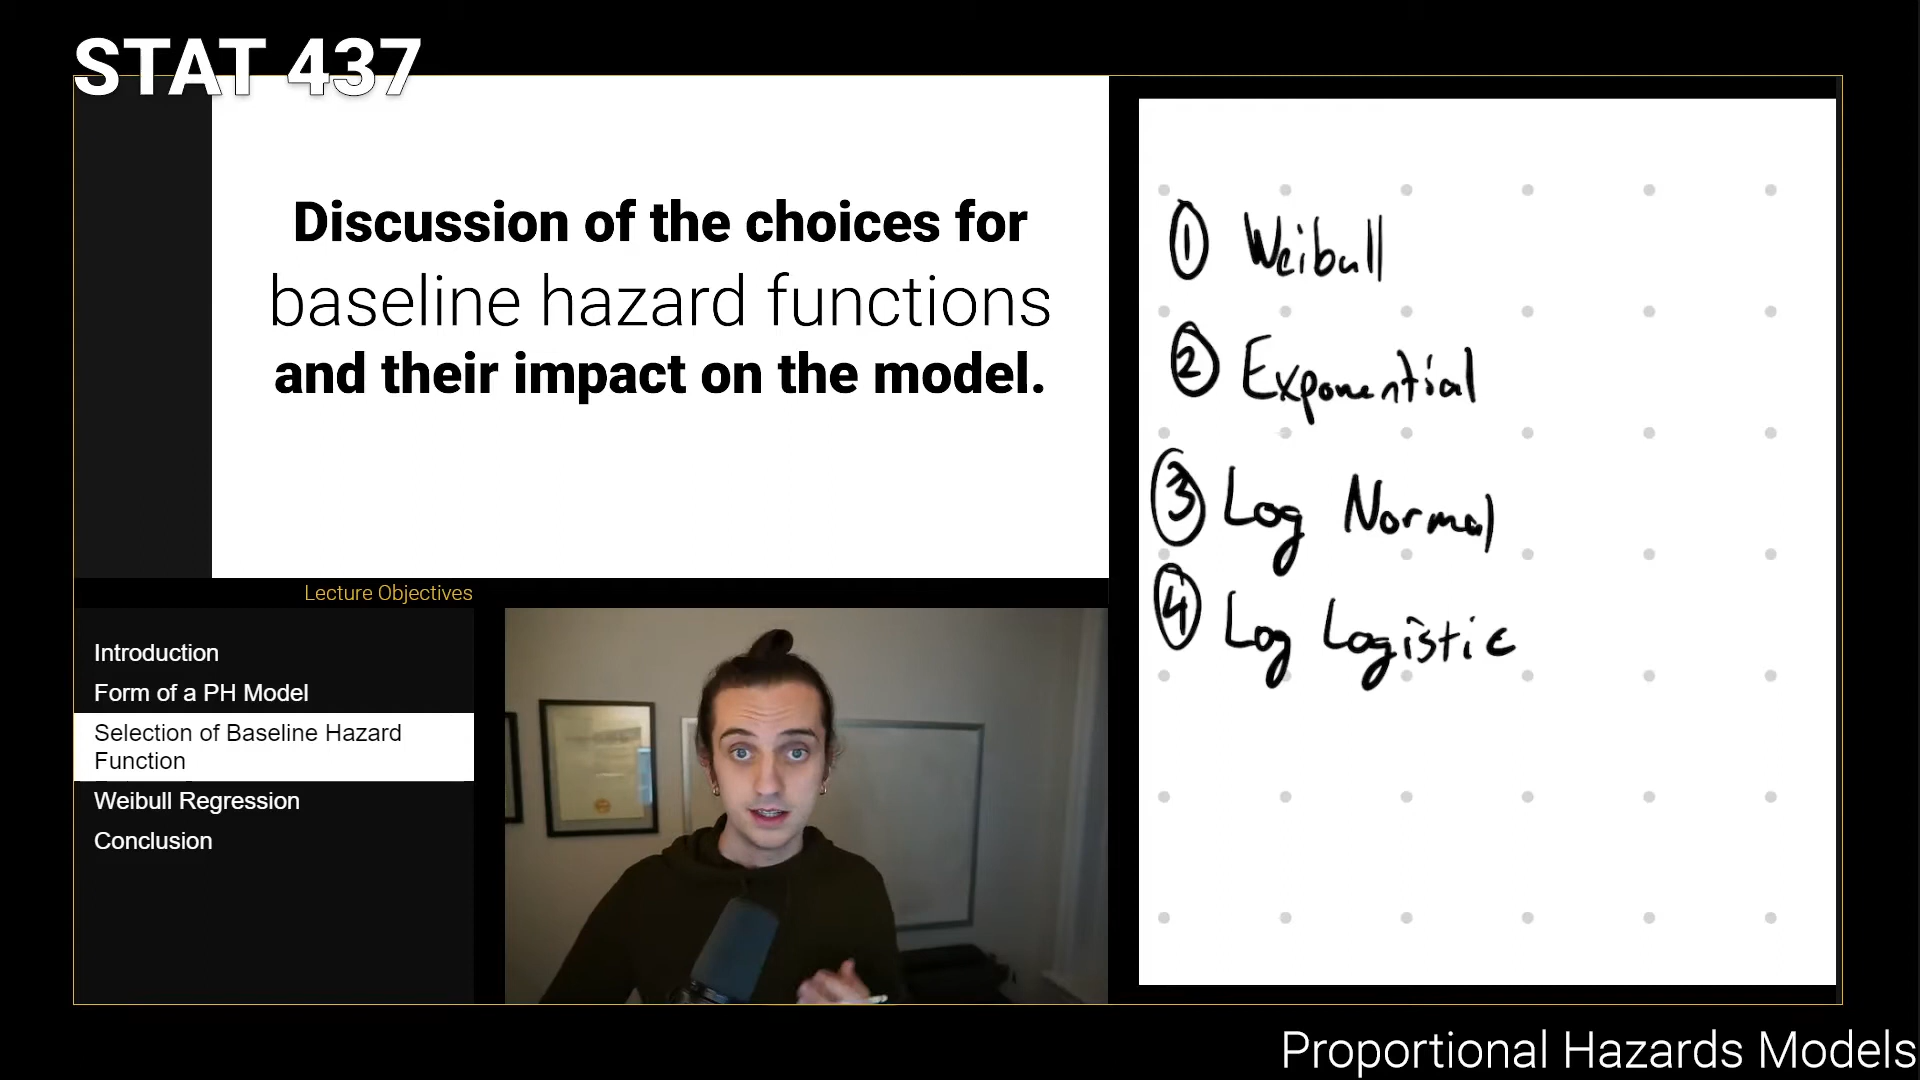 STAT 437
Discussion of the choices for
baseline hazard functions
and their impact on the model.
Lecture Objectives
Introduction
Form of a PH Model
Selection of Baseline Hazard
Function
Weibull Regression
Conclusion
① Weibull
② Exponential
③ Log Normal
④ Log Logistic
Proportional Hazards Models